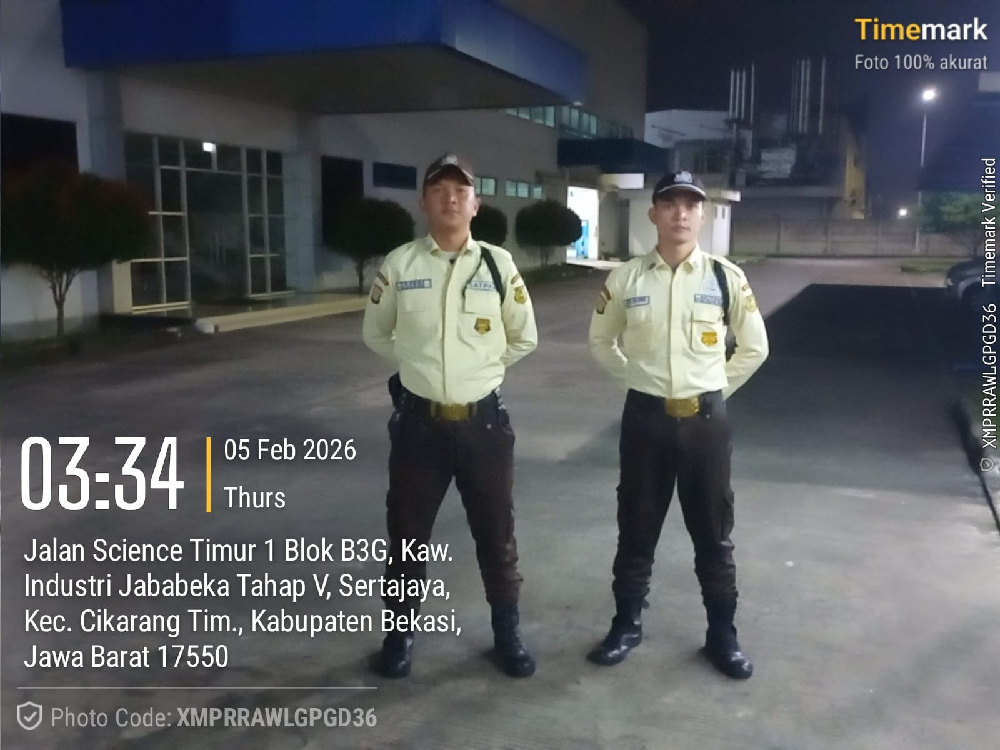 Timemark
Foto 100% akurat
SATPAM
03:34
05 Feb 2026
Thurs
Jalan Science Timur 1 Blok B3G, Kaw.
Industri Jababeka Tahap V, Sertajaya,
Kec. Cikarang Tim., Kabupaten Bekasi,
Jawa Barat 17550
Photo Code: XMPRRAWLGPGD36
XMPRRAWLGPGD36 Timemark Verified